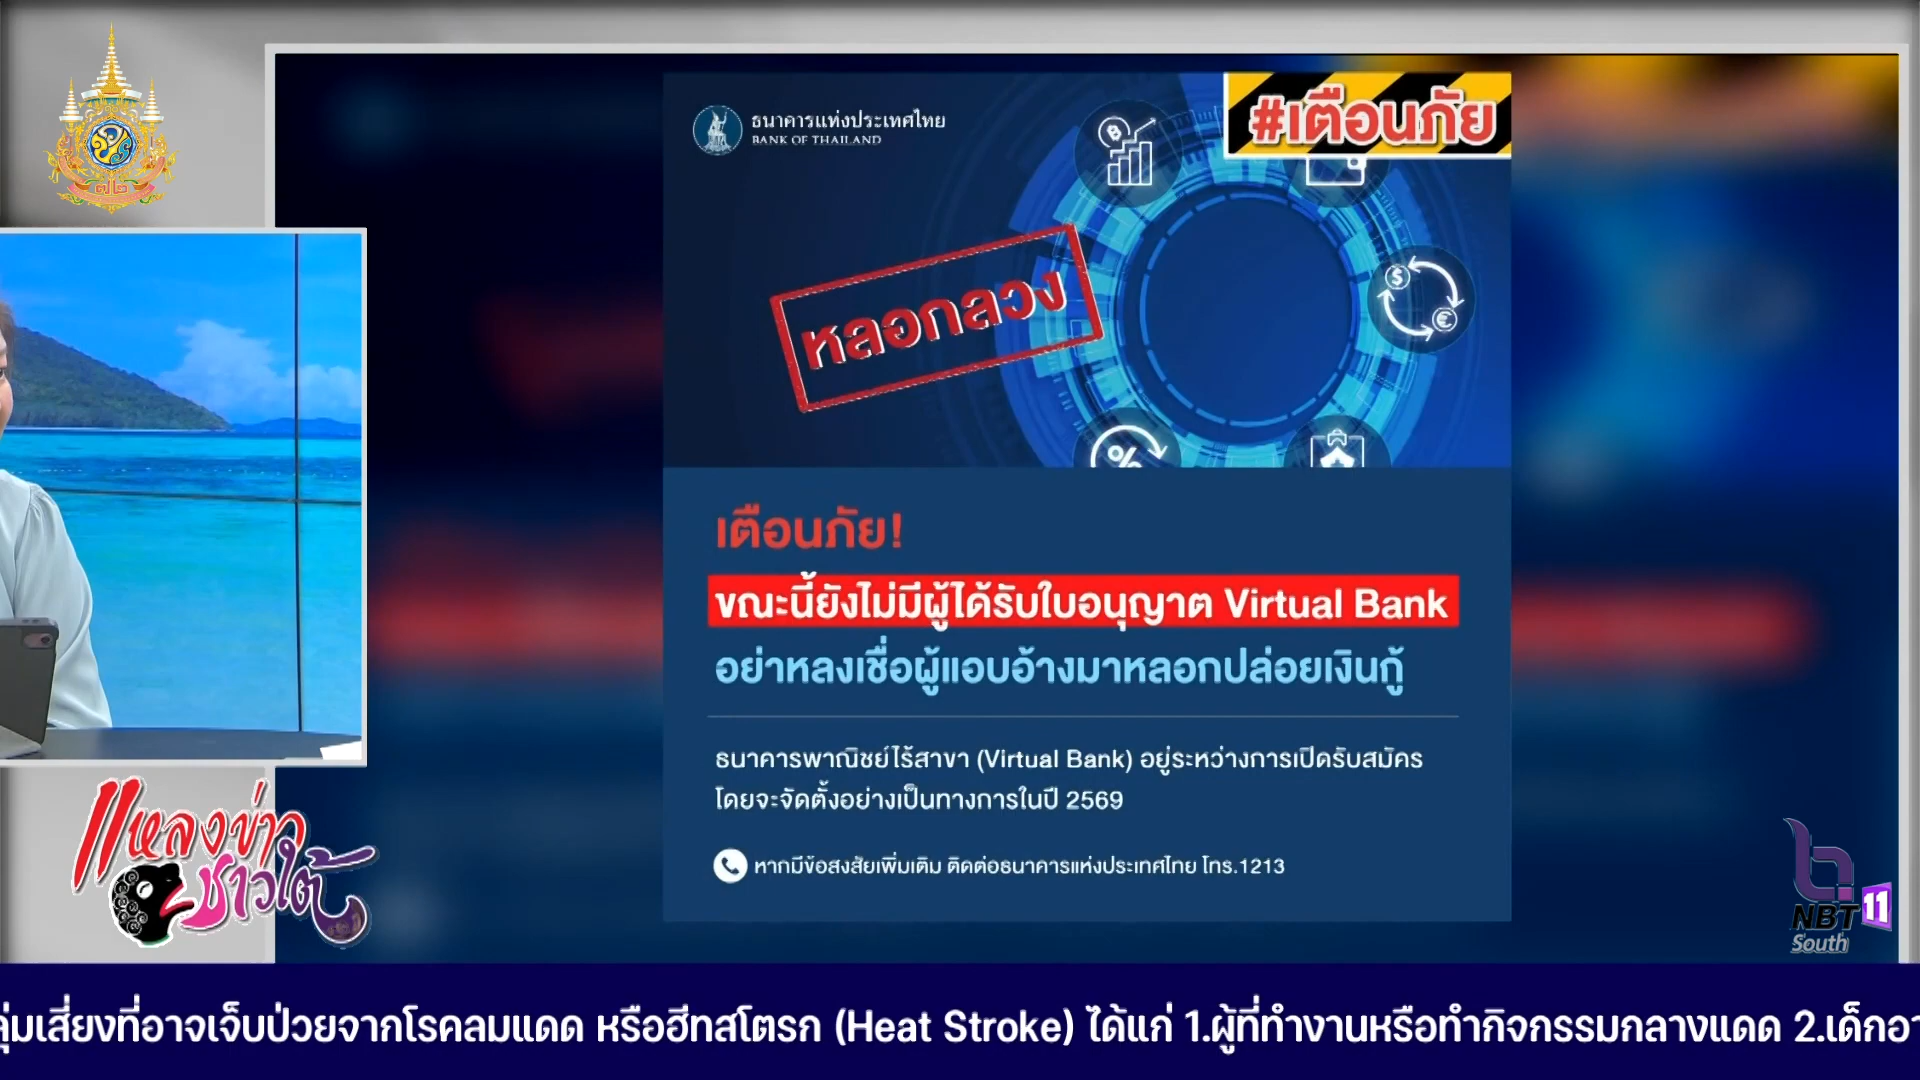 ธนาคารแห่งประเทศไทย
BANK OF THAILAND
#เตือนภัย
หลอกลวง
เตือนภัย!
ขณะนี้ยังไม่มีผู้ได้รับใบอนุญาต Virtual Bank
อย่าหลงเชื่อผู้แอบอ้างมาหลอกปล่อยเงินกู้
ธนาคารพาณิชย์ไร้สาขา (Virtual Bank) อยู่ระหว่างการเปิดรับสมัคร
โดยจะจัดตั้งอย่างเป็นทางการในปี 2569
หากมีข้อสงสัยเพิ่มเติม ติดต่อธนาคารแห่งประเทศไทย โทร.1213
แหลงข่าว
ชาวใต้
NBT 11
South
เสี่ยงที่อาจเจ็บป่วยจากโรคลมแดด หรือฮีทสโตรก (Heat Stroke) ได้แก่ 1.ผู้ที่ทำงานหรือทำกิจกรรมกลางแดด 2.เด็ก